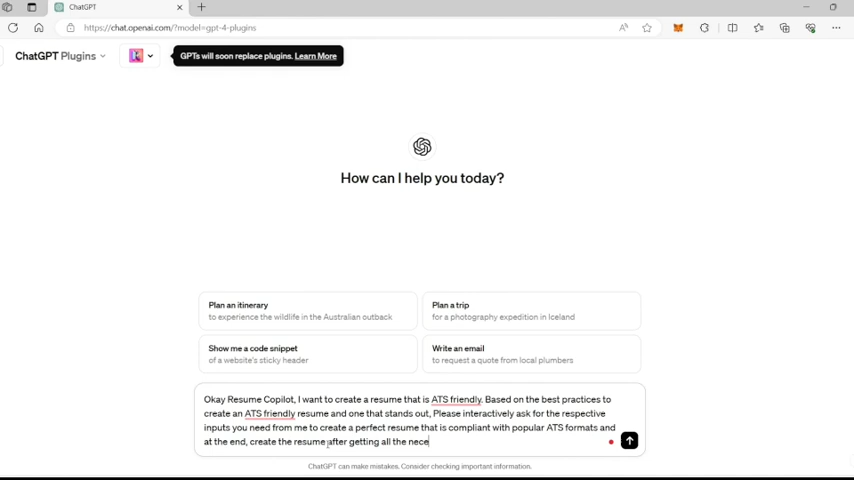 ChatGPT
https://chat.openai.com/?model=gpt-4-plugins
ChatGPT Plugins
GPTs will soon replace plugins. Learn More
How can I help you today?
Plan an itinerary
to experience the wildlife in the Australian outback
Plan a trip
for a photography expedition in Iceland
Show me a code snippet
of a website's sticky header
Write an email
to request a quote from local plumbers
Okay Resume Copilot, I want to create a resume that is ATS friendly. Based on the best practices to
create an ATS friendly resume and one that stands out, Please interactively ask for the respective
inputs you need from me to create a perfect resume that is compliant with popular ATS formats and
at the end, create the resume after getting all the nece
ChatGPT can make mistakes. Consider checking important information.